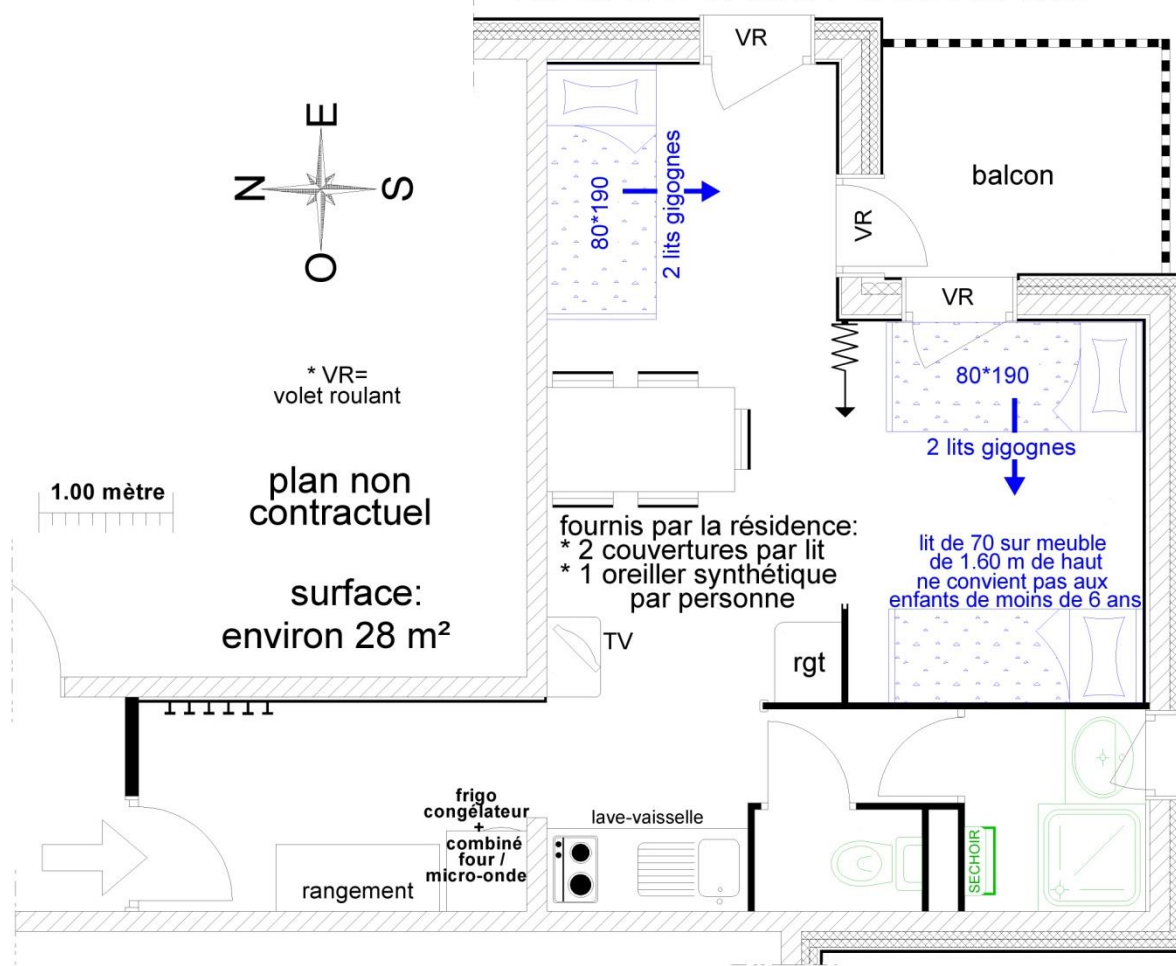 VR
balcon
VR
VR
80*190
2 lits gigognes
E
N
S
O
* VR=
volet roulant
1.00 mètre
plan non
contractuel
surface:
environ 28 m²
80*190
2 lits gigognes
fournis par la résidence:
* 2 couvertures par lit
* 1 oreiller synthétique
par personne
lit de 70 sur meuble
de 1.60 m de haut
ne convient pas aux
enfants de moins de 6 ans
TV
rgt
frigo
congélateur
+
combiné
four /
micro-onde
rangement
lave-vaisselle
SECHOIR